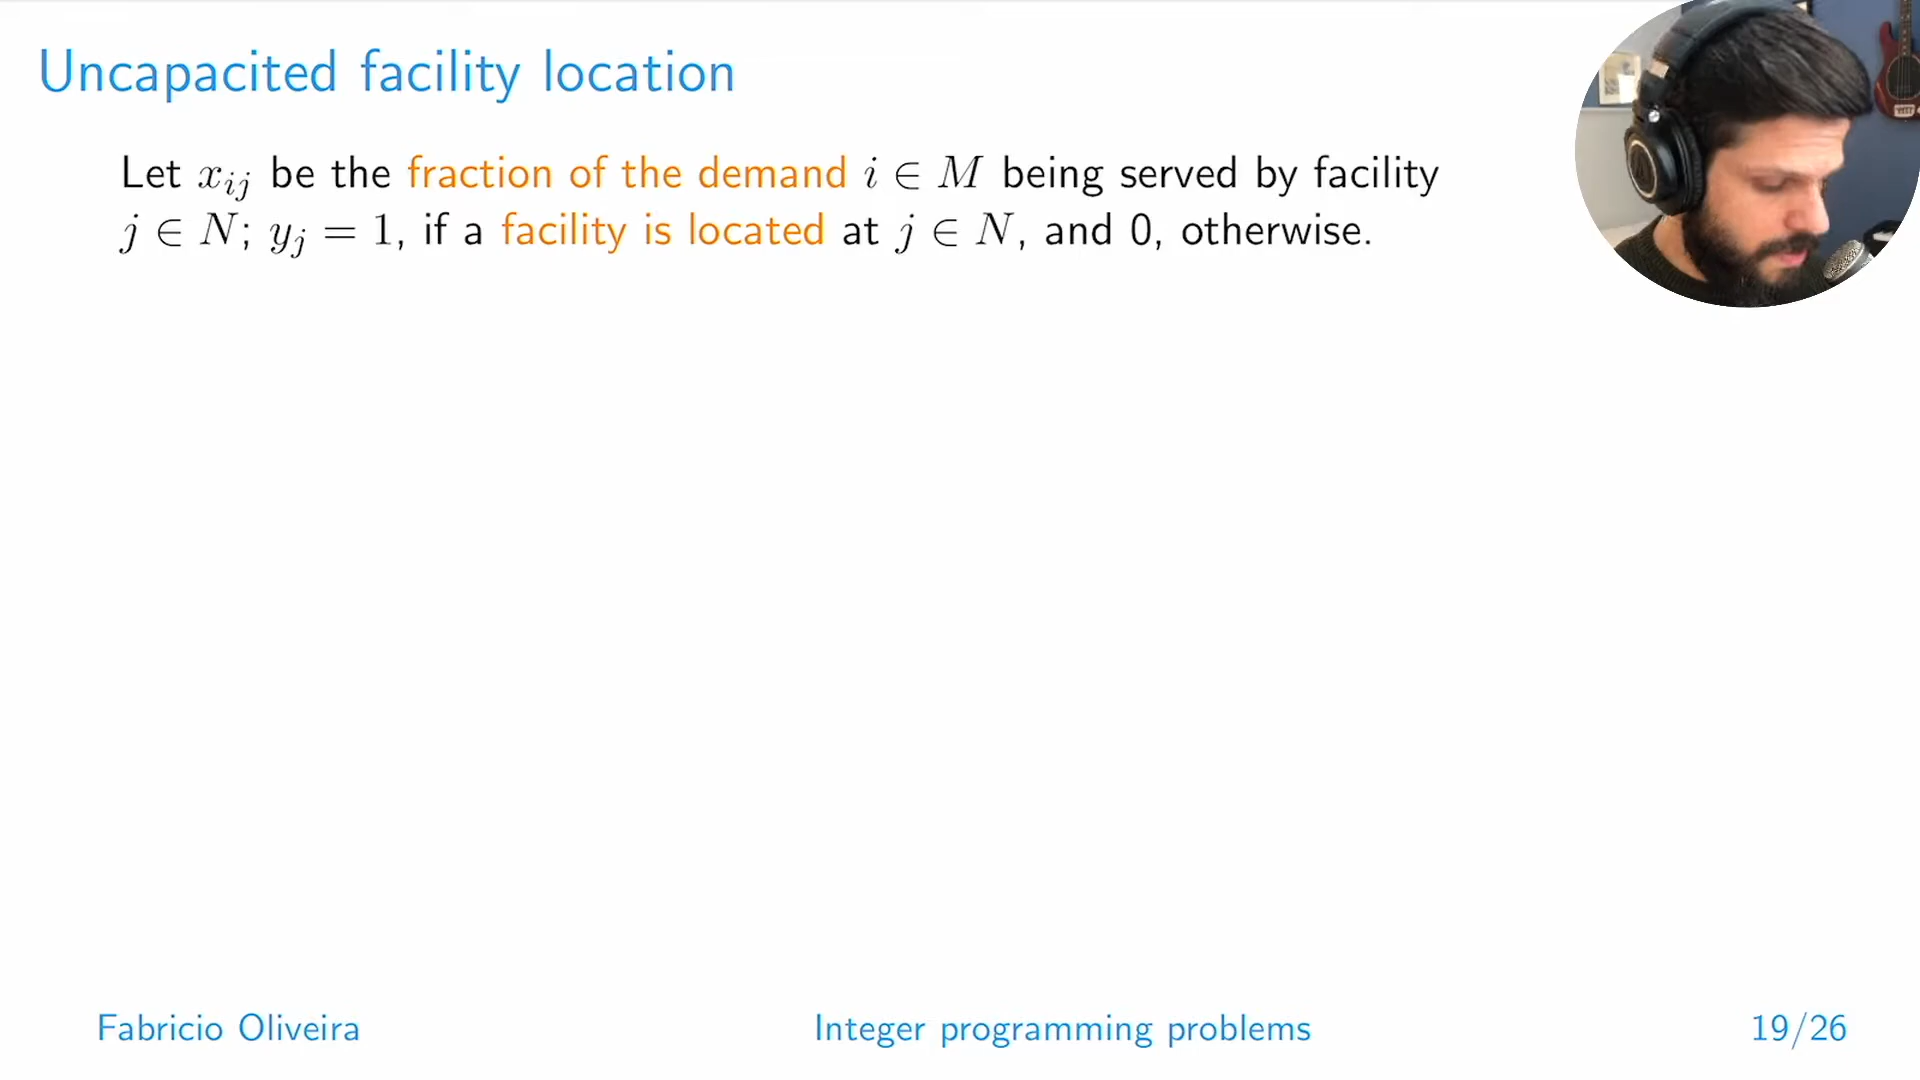 Uncapacited facility location
Let x_{ij} be the fraction of the demand i ∈ M being served by facility
j ∈ N; y_j = 1, if a facility is located at j ∈ N, and 0, otherwise.
Fabricio Oliveira
Integer programming problems
19/26